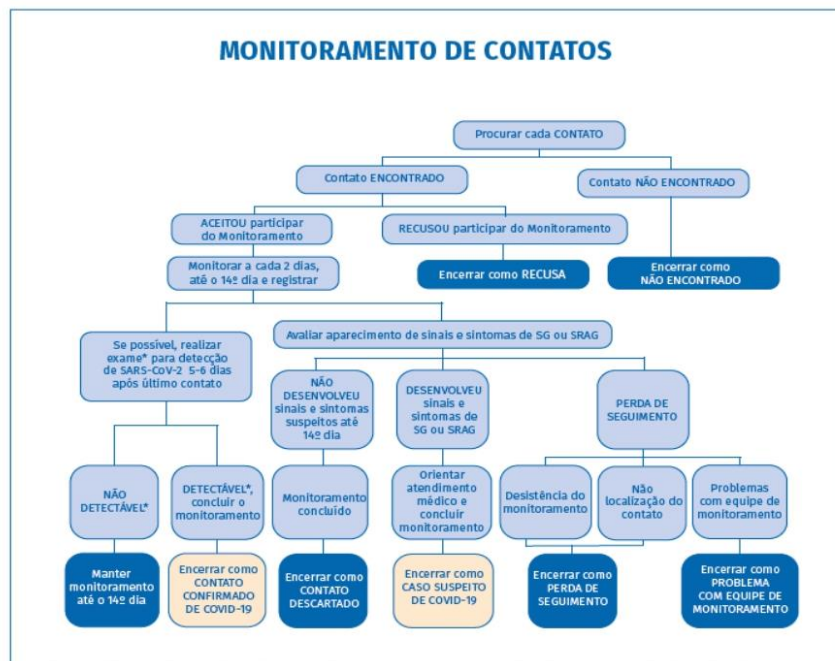 MONITORAMENTO DE CONTATOS
Procurar cada CONTATO
Contato ENCONTRADO
Contato NÃO ENCONTRADO
ACEITOU participar
do Monitoramento
RECUSOU participar do Monitoramento
Monitorar a cada 2 dias,
até o 14º dia e registrar
Encerrar como RECUSA
Encerrar como
NÃO ENCONTRADO
Se possível, realizar
exame* para detecção
de SARS-CoV-2 5-6 dias
após último contato
Avaliar aparecimento de sinais e sintomas de SG ou SRAG
NÃO
DESENVOLVEU
sinais e sintomas
suspeitos até
14º dia
DESENVOLVEU
sinais e
sintomas de
SG ou SRAG
PERDA DE
SEGUIMENTO
NÃO
DETECTÁVEL*
DETECTÁVEL*,
concluir o
monitoramento
Monitoramento
concluído
Orientar
atendimento
médico e
concluir
monitoramento
Desistência do
monitoramento
Não
localização do
contato
Problemas
com equipe de
monitoramento
Manter
monitoramento
até o 14º dia
Encerrar como
CONTATO
CONFIRMADO
DE COVID-19
Encerrar como
CONTATO
DESCARTADO
Encerrar como
CASO SUSPEITO
DE COVID-19
Encerrar como
PERDA DE
SEGUIMENTO
Encerrar como
PROBLEMA
COM EQUIPE DE
MONITORAMENTO